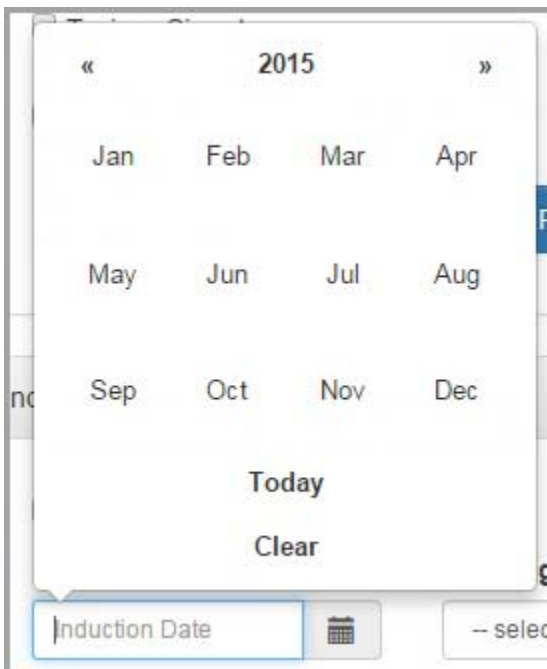 « 2015 »
Jan Feb Mar Apr
May Jun Jul Aug
Sep Oct Nov Dec
Today
Clear
Induction Date
-- selec